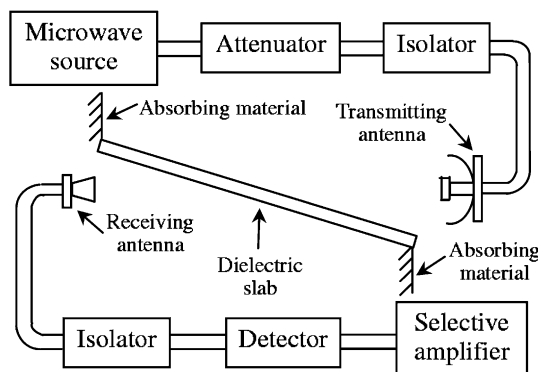 Microwave
source
Attenuator
Isolator
Absorbing material
Transmitting
antenna
Receiving
antenna
Dielectric
slab
Absorbing
material
Isolator
Detector
Selective
amplifier